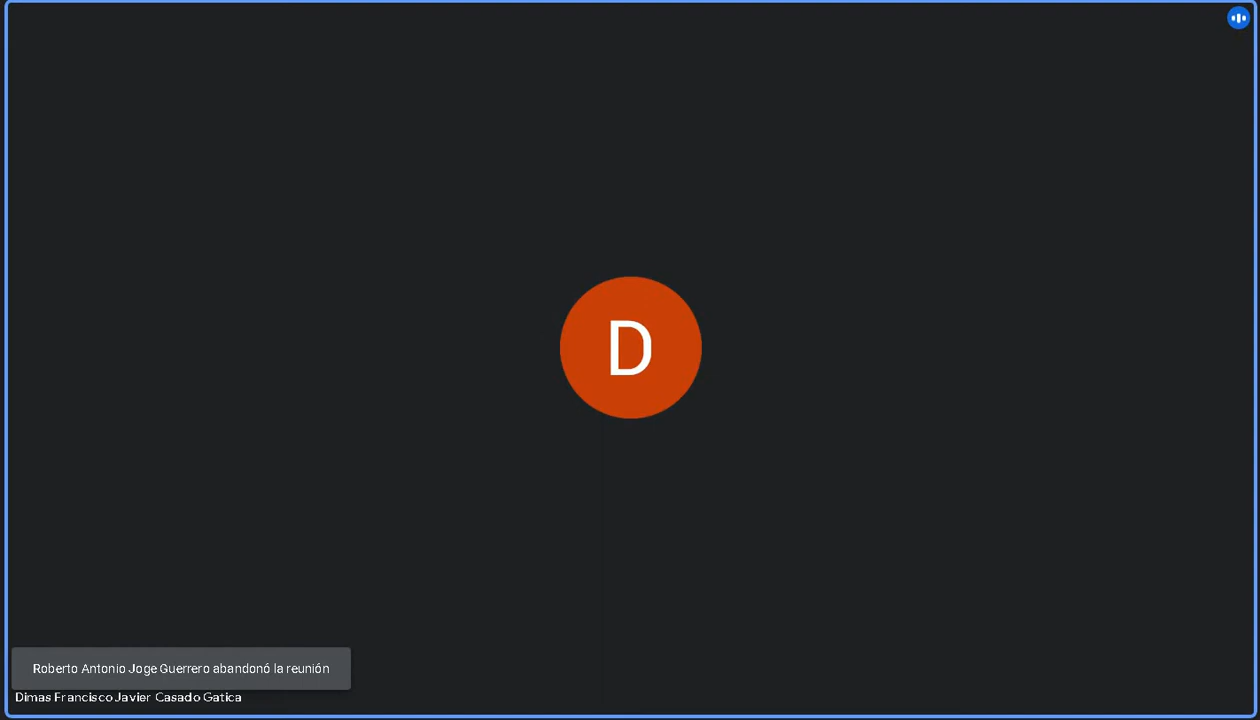 D
Roberto Antonio Joge Guerrero abandonó la reunión
Dimas Francisco Javier Casado Gatica